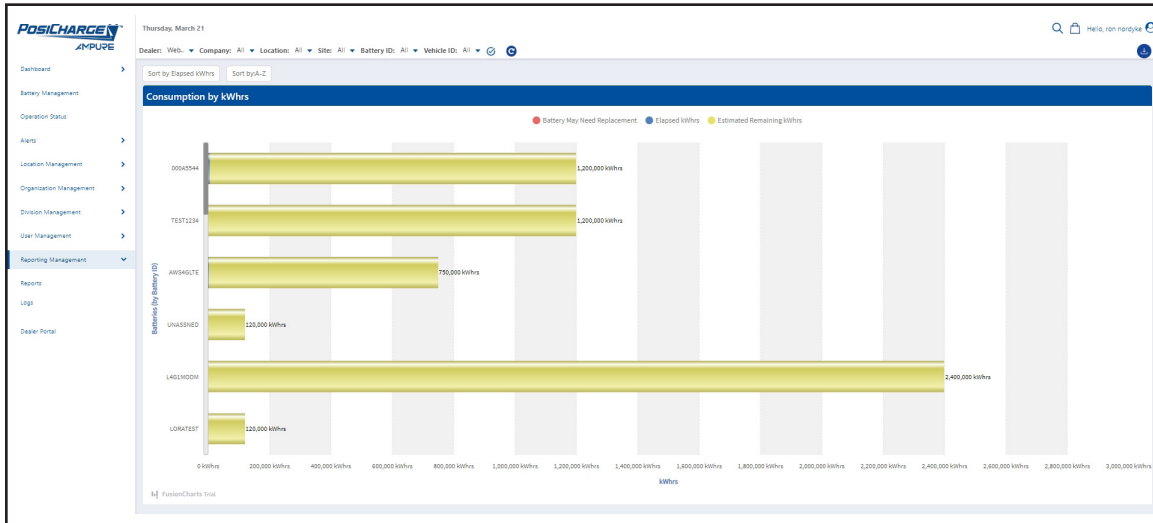 POSICHARGE™
AMPURE
Thursday, March 21
Hello, ron nordyke
Dealer: Web.. Company: All Location: All Site: All Battery ID: All Vehicle ID: All
Dashboard
Battery Management
Operation Status
Alerts
Location Management
Organization Management
Division Management
User Management
Reporting Management
Reports
Logs
Dealer Portal
Sort by Elapsed kWhrs Sort by:A-Z
Consumption by kWhrs
Battery May Need Replacement Elapsed kWhrs Estimated Remaining kWhrs
Batteries (by Battery ID)
000A5544 1,200,000 kWhrs
TEST1234 1,200,000 kWhrs
AWS4GLTE 750,000 kWhrs
UNASSNED 120,000 kWhrs
L4G1MODM 2,400,000 kWhrs
LORATEST 120,000 kWhrs
0 kWhrs 200,000 kWhrs 400,000 kWhrs 600,000 kWhrs 800,000 kWhrs 1,000,000 kWhrs 1,200,000 kWhrs 1,400,000 kWhrs 1,600,000 kWhrs 1,800,000 kWhrs 2,000,000 kWhrs 2,200,000 kWhrs 2,400,000 kWhrs 2,600,000 kWhrs 2,800,000 kWhrs 3,000,000 kWhrs
kWhrs
FusionCharts Trial